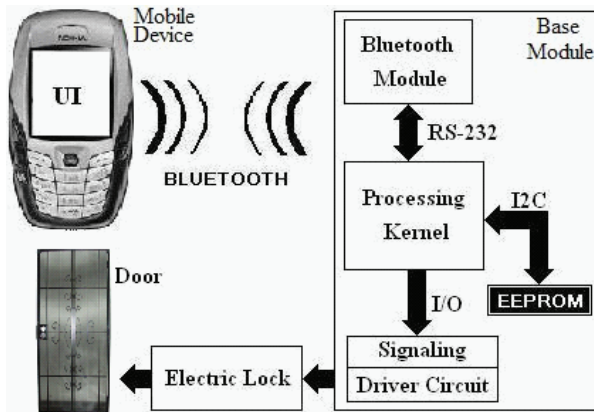 Mobile
Device
NOKIA
UI
BLUETOOTH
Base
Module
Bluetooth
Module
RS-232
Processing
Kernel
I2C
EEPROM
I/O
Signaling
Driver Circuit
Electric Lock
Door